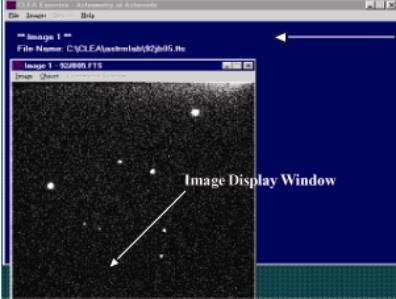 CLEA Exercise - Astrometry of Asteroids
File Images Help
** Image 1 **
File Name: C:\CLEA\astrmlab\92jb05.fts
Image 1 - 92JB05.FTS
Image Object
Image Display Window